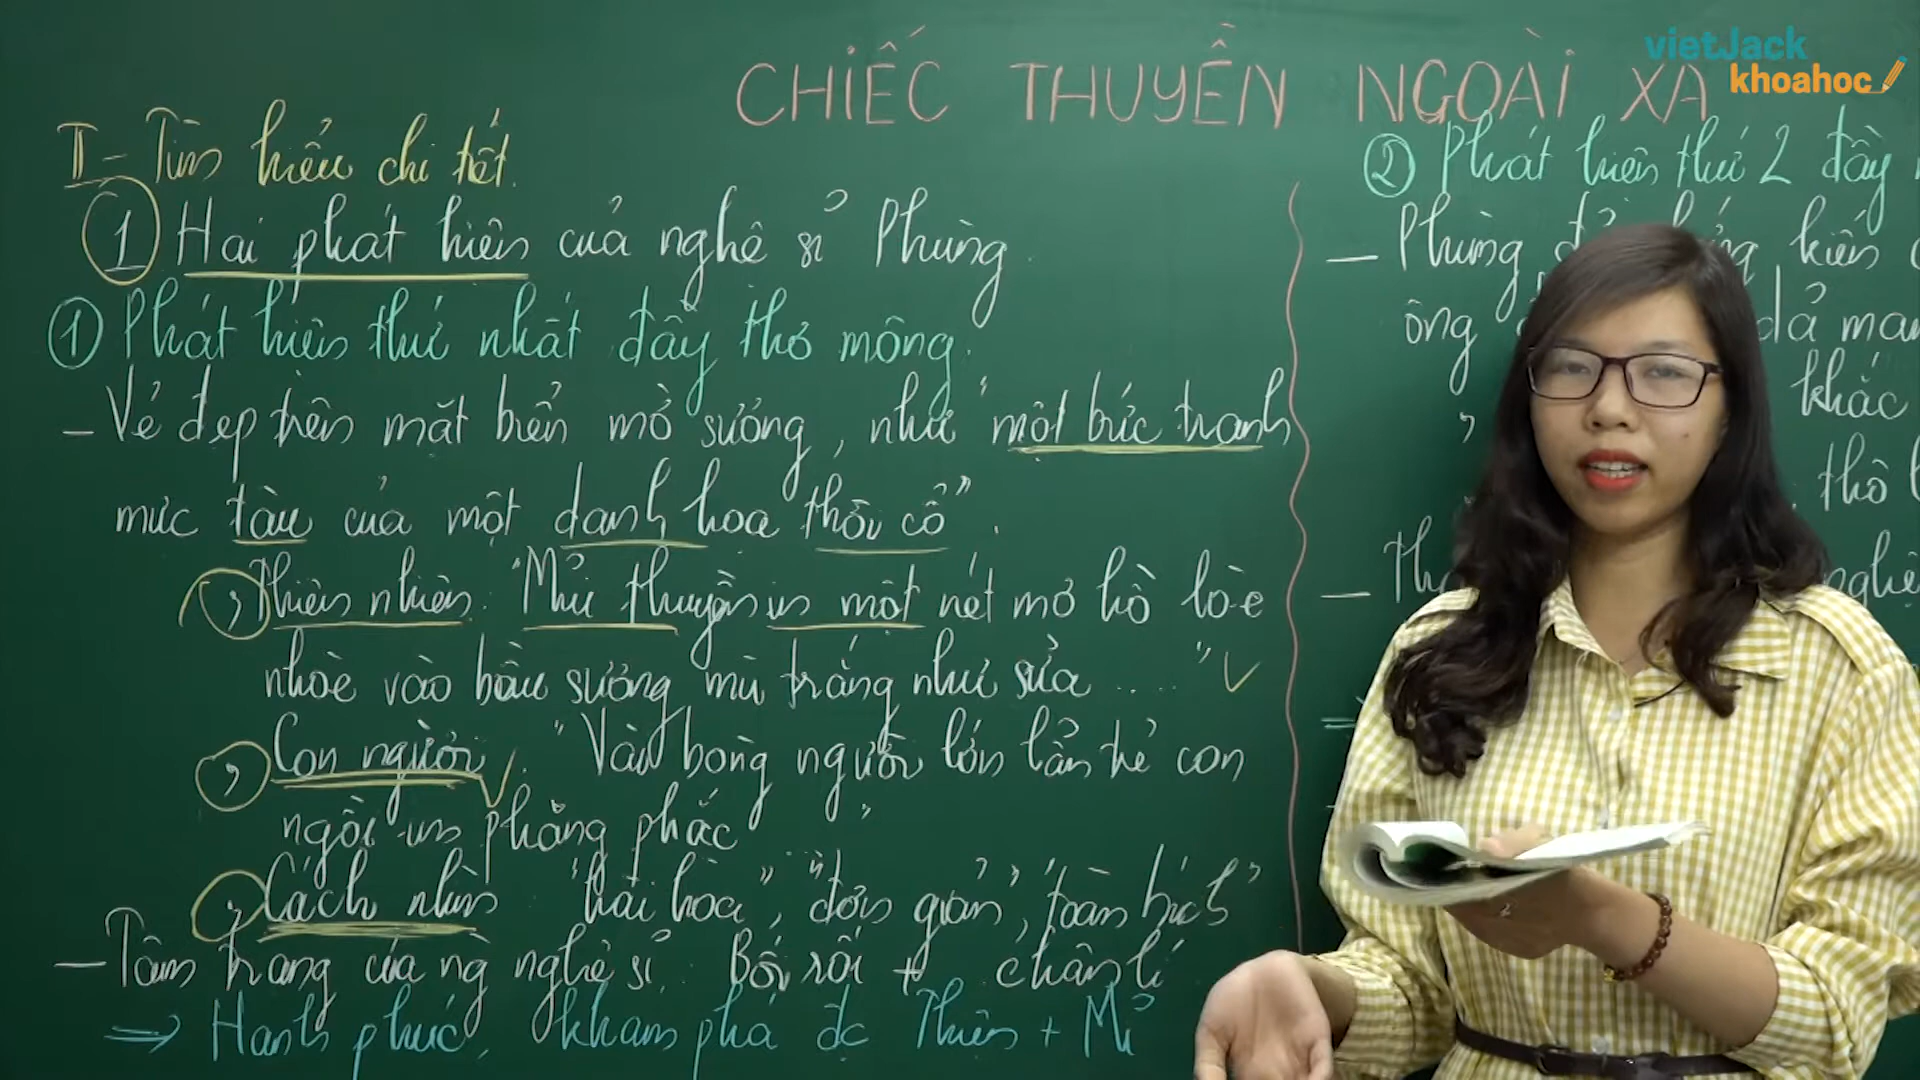 vietJack
khoahoc
CHIẾC THUYỀN NGOÀI XA
I - Tìm hiểu chi tiết.
1 Hai phát hiện của nghệ sĩ Phùng.
① Phát hiện thứ nhất đầy thơ mộng.
- Vẻ đẹp trên mặt biển mờ sương, như "một bức tranh
mực tàu của một danh họa thời cổ".
, Thiên nhiên. "Mũi thuyền in một nét mơ hồ lòe
nhòe vào bầu sương mù trắng như sữa ...."
, Con người. "Vài bóng người lớn lẫn trẻ con
ngồi im phăng phắc"
, Cách nhìn "hài hòa", "đơn giản", "toàn bích"
- Tâm trạng của ng nghệ sĩ. Bối rối + chân lí
=> Hạnh phúc, khám phá đc Thiện + Mĩ
② Phát hiện thứ 2 đầy
- Phùng kiến
ông
khắc
thô